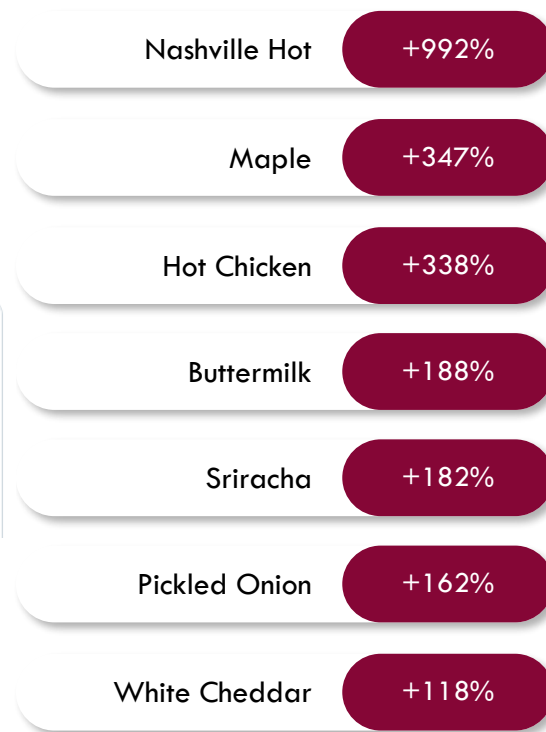 Nashville Hot +992%
Maple +347%
Hot Chicken +338%
Buttermilk +188%
Sriracha +182%
Pickled Onion +162%
White Cheddar +118%